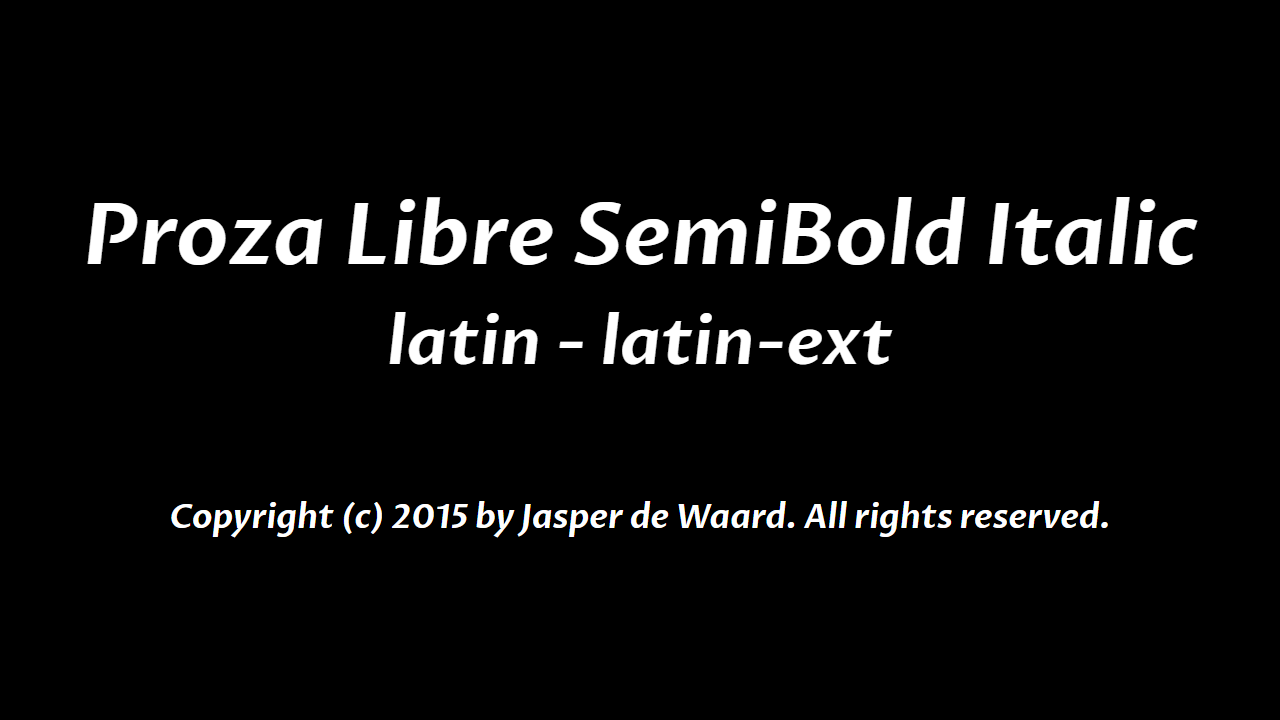 Proza Libre SemiBold Italic
latin - latin-ext
Copyright (c) 2015 by Jasper de Waard. All rights reserved.